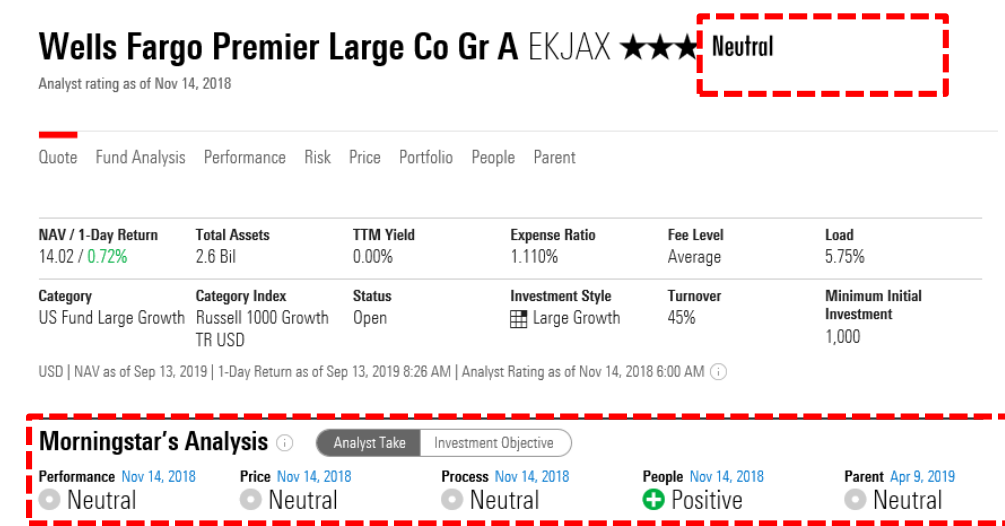 Wells Fargo Premier Large Co Gr A EKJAX ★★★ Neutral
Analyst rating as of Nov 14, 2018
Quote Fund Analysis Performance Risk Price Portfolio People Parent
NAV / 1-Day Return Total Assets TTM Yield Expense Ratio Fee Level Load
14.02 / 0.72% 2.6 Bil 0.00% 1.110% Average 5.75%
Category Category Index Status Investment Style Turnover Minimum Initial
US Fund Large Growth Russell 1000 Growth Open Large Growth 45% Investment
TR USD 1,000
USD | NAV as of Sep 13, 2019 | 1-Day Return as of Sep 13, 2019 8:26 AM | Analyst Rating as of Nov 14, 2018 6:00 AM
Morningstar's Analysis Analyst Take Investment Objective
Performance Nov 14, 2018 Price Nov 14, 2018 Process Nov 14, 2018 People Nov 14, 2018 Parent Apr 9, 2019
Neutral Neutral Neutral Positive Neutral